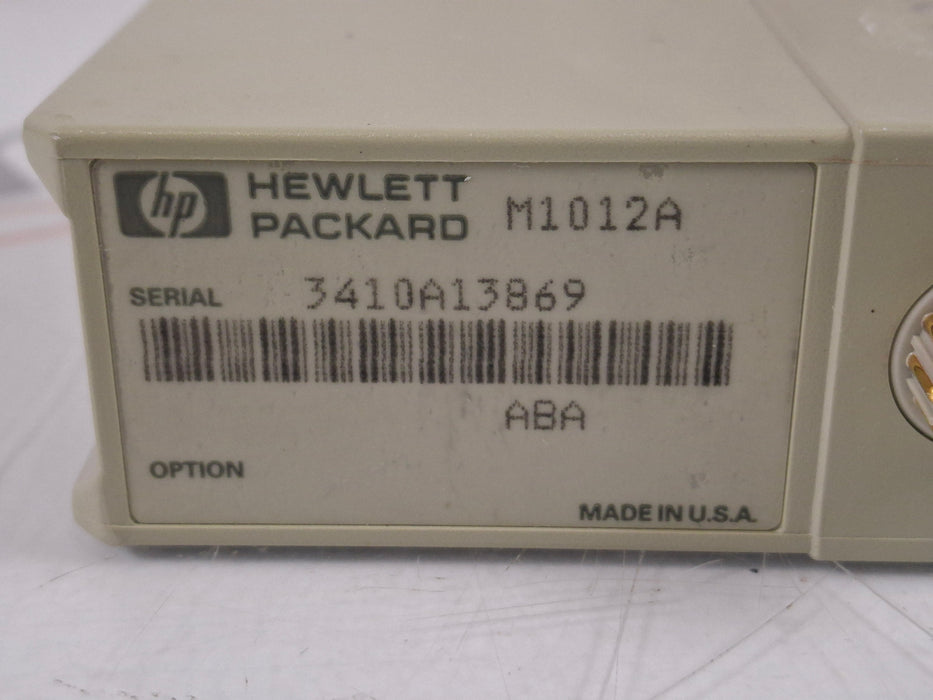 hp HEWLETT
PACKARD M1012A
SERIAL 3410A13869
ABA
OPTION
MADE IN U.S.A.